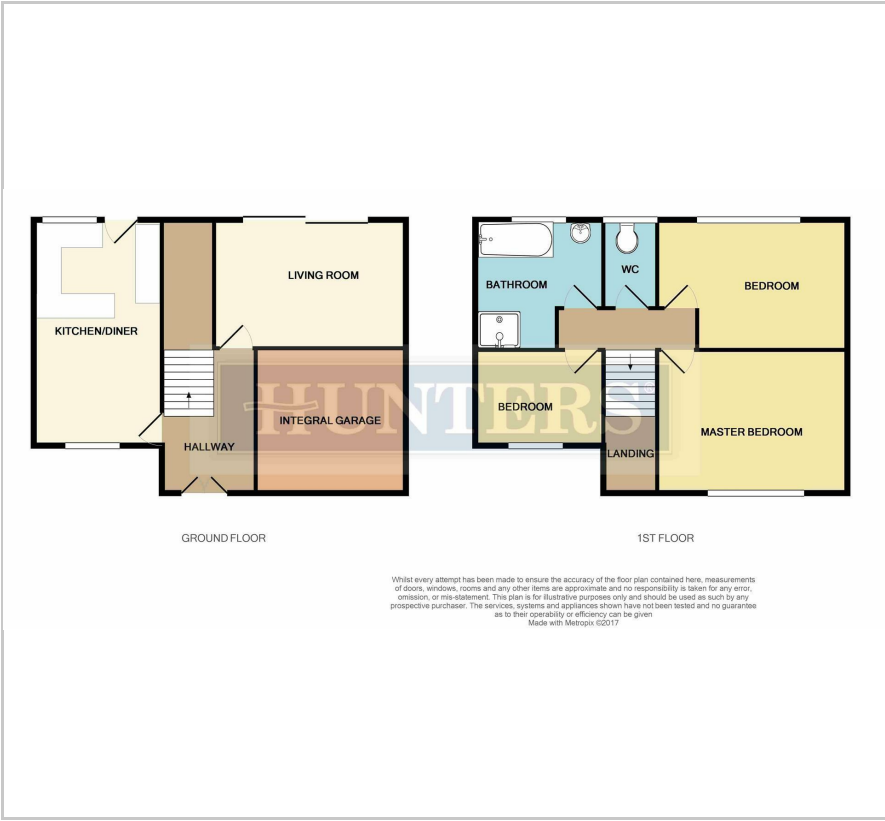 LIVING ROOM
KITCHEN/DINER
INTEGRAL GARAGE
HALLWAY
GROUND FLOOR
BATHROOM
WC
BEDROOM
BEDROOM
MASTER BEDROOM
LANDING
1ST FLOOR
HUNTERS
Whilst every attempt has been made to ensure the accuracy of the floor plan contained here, measurements
of doors, windows, rooms and any other items are approximate and no responsibility is taken for any error,
omission, or mis-statement. This plan is for illustrative purposes only and should be used as such by any
prospective purchaser. The services, systems and appliances shown have not been tested and no guarantee
as to their operability or efficiency can be given
Made with Metropix ©2017